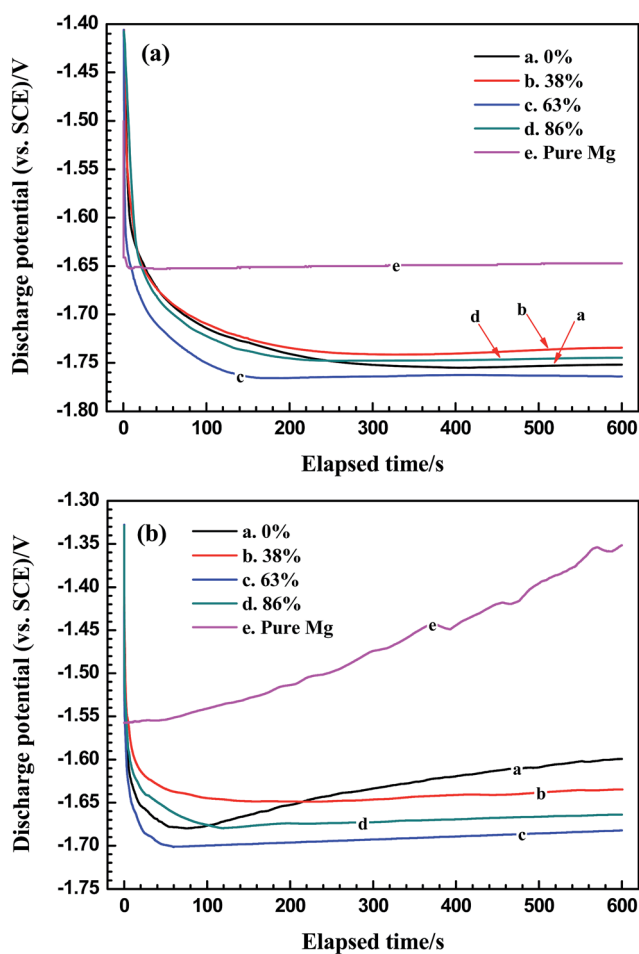 -1.40
-1.45
-1.50
-1.55
-1.60
-1.65
-1.70
-1.75
-1.80
Discharge potential (vs. SCE)/V
(a)
a. 0%
b. 38%
c. 63%
d. 86%
e. Pure Mg
e
d
b
a
c
0 100 200 300 400 500 600
Elapsed time/s
-1.30
-1.35
-1.40
-1.45
-1.50
-1.55
-1.60
-1.65
-1.70
-1.75
Discharge potential (vs. SCE)/V
(b)
a. 0%
b. 38%
c. 63%
d. 86%
e. Pure Mg
e
a
b
d
c
0 100 200 300 400 500 600
Elapsed time/s